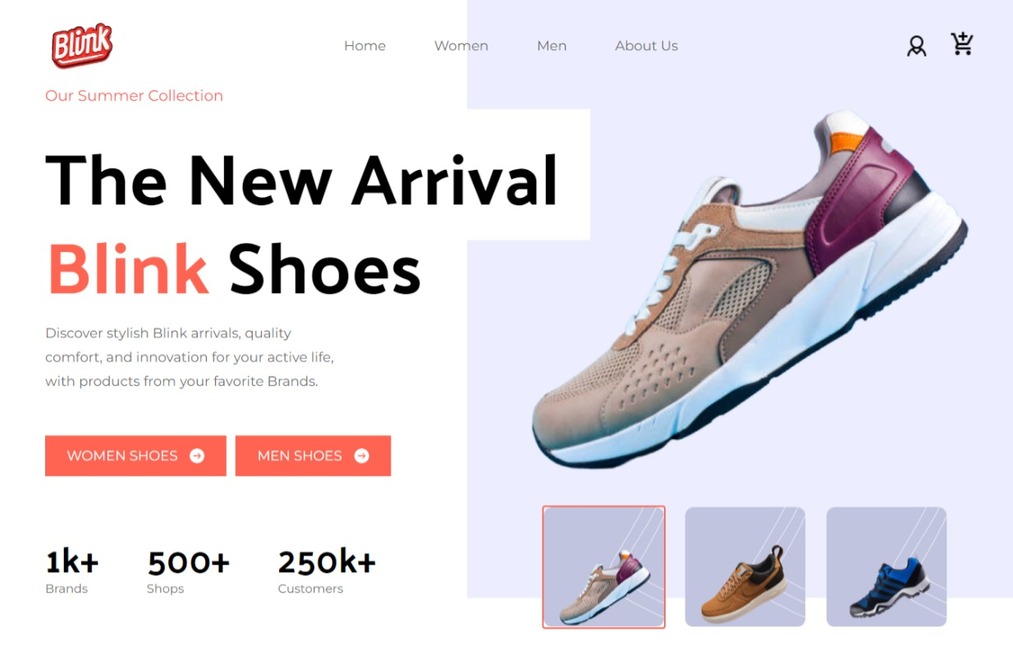 Blink
Home Women Men About Us
Our Summer Collection
The New Arrival
Blink Shoes
Discover stylish Blink arrivals, quality
comfort, and innovation for your active life,
with products from your favorite Brands.
WOMEN SHOES MEN SHOES
1k+ 500+ 250k+
Brands Shops Customers